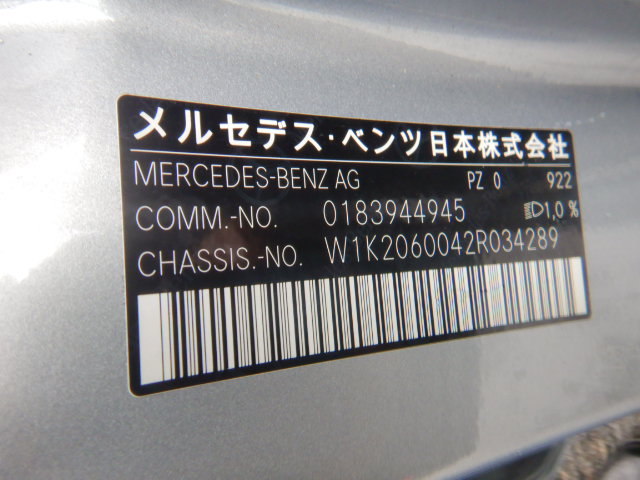 メルセデス・ベンツ日本株式会社
MERCEDES-BENZ AG PZ 0 922
COMM.-NO. 0183944945 1,0 %
CHASSIS.-NO. W1K2060042R034289